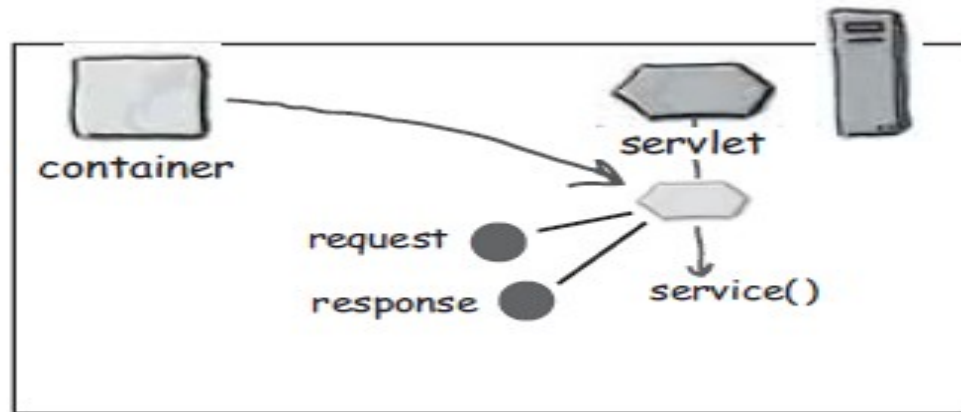 container
servlet
request
response
service()